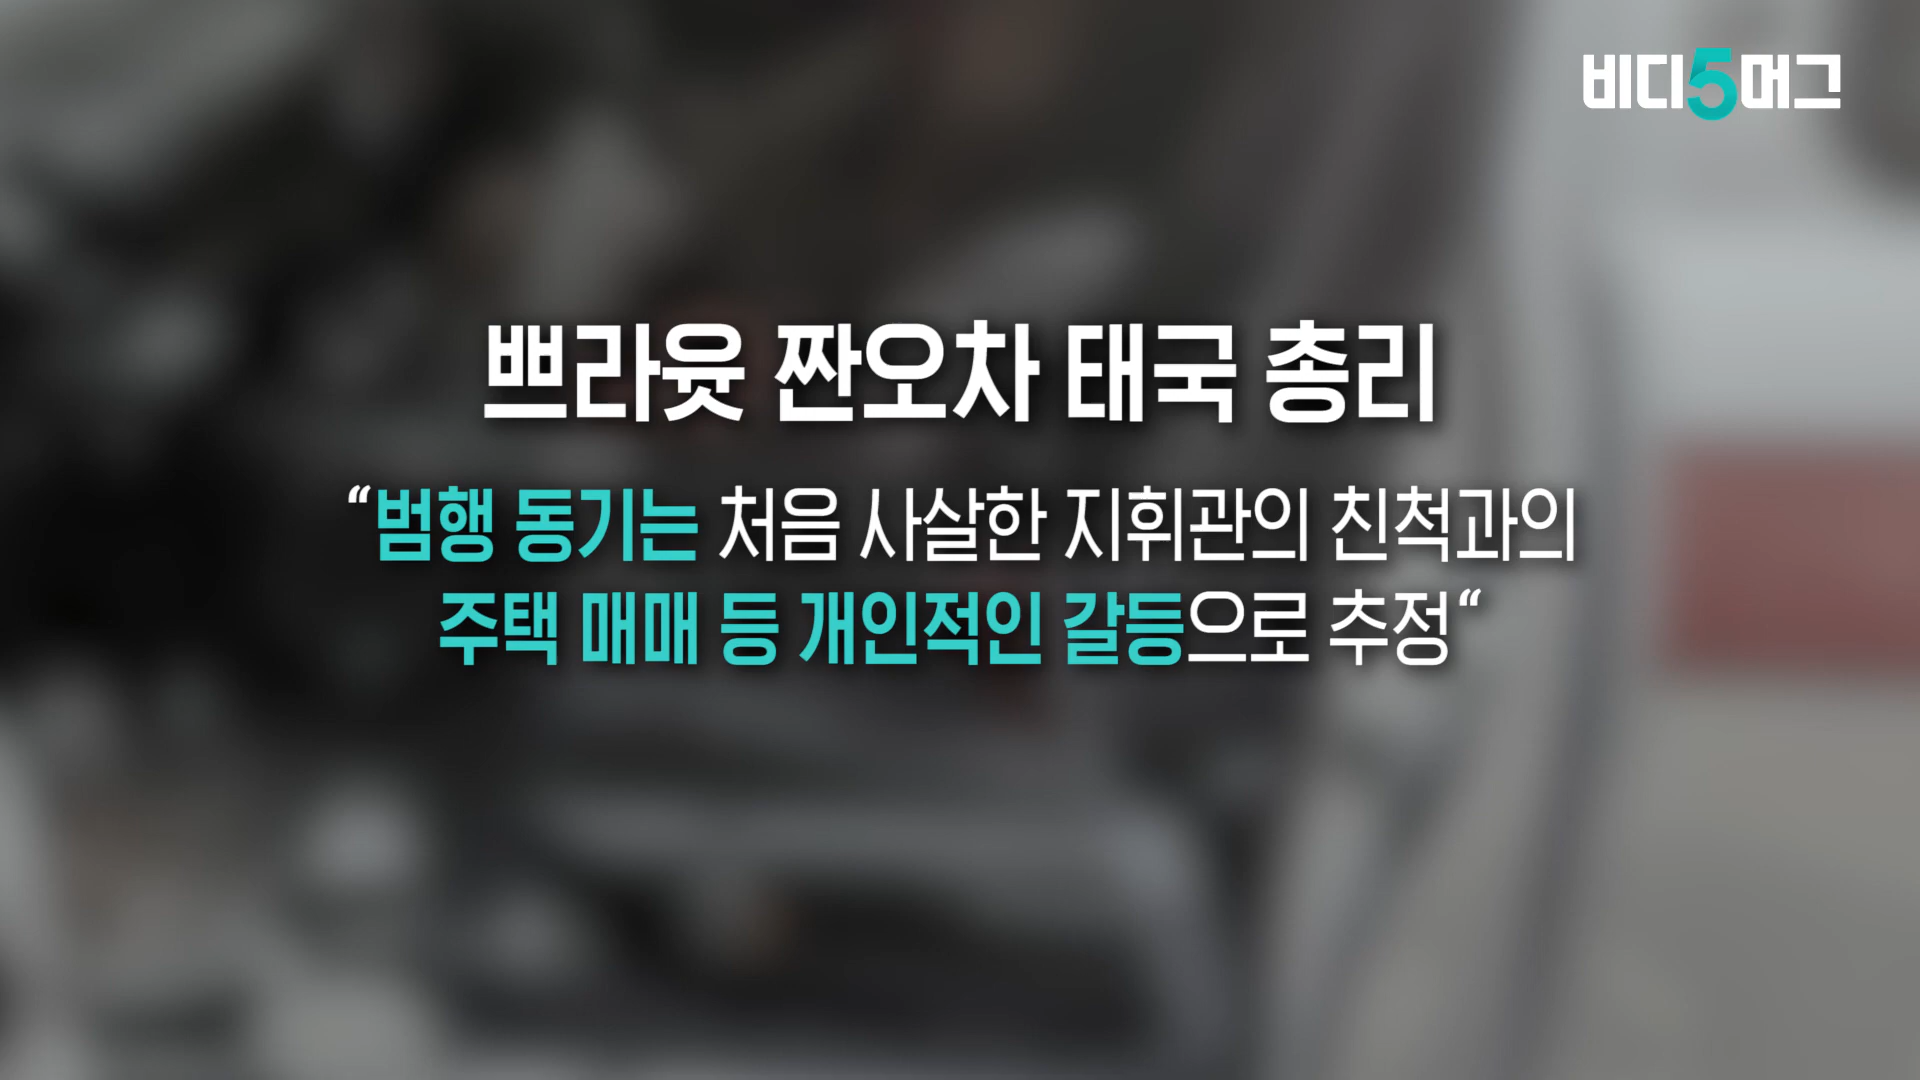 비디5머그
쁘라윳 짠오차 태국 총리
“범행 동기는 처음 사살한 지휘관의 친척과의
주택 매매 등 개인적인 갈등으로 추정“